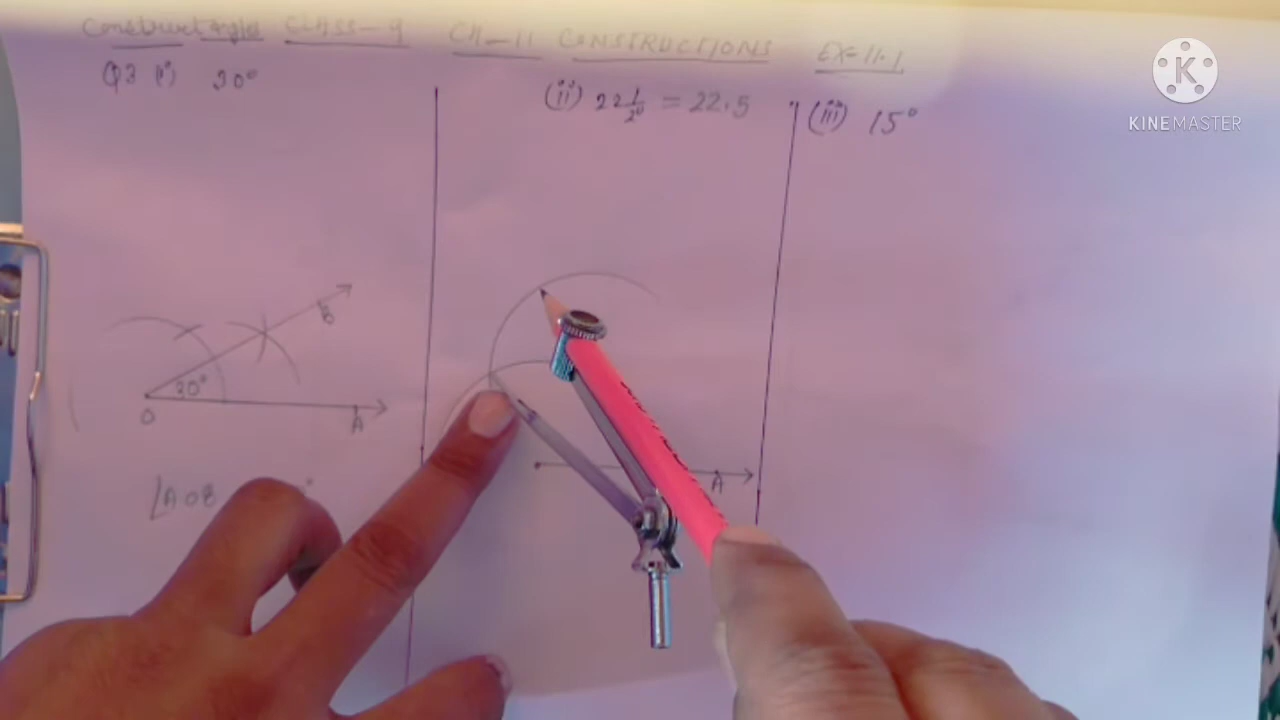 Construct angles CLASS-9 CH-11 CONSTRUCTIONS EX-11.1
Q3 (i) 30° (ii) 22 1/2° = 22.5 (iii) 15°
K
KINEMASTER
B
30°
O A
A
∠AOB °